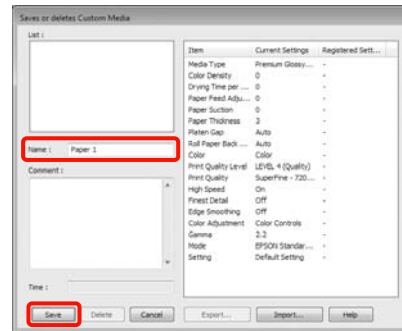 Saves or deletes Custom Media
List :
Name : Paper 1
Comment :
Time :
Item Current Settings Registered Sett...
Media Type Premium Glossy... -
Color Density 0 -
Drying Time per ... 0 -
Paper Feed Adju... 0 -
Paper Suction 0 -
Paper Thickness 3 -
Platen Gap Auto -
Roll Paper Back ... Auto -
Color Color -
Print Quality Level LEVEL 4 (Quality) -
Print Quality SuperFine - 720... -
High Speed On -
Finest Detail Off -
Edge Smoothing Off -
Color Adjustment Color Controls -
Gamma 2.2 -
Mode EPSON Standar... -
Setting Default Setting -
Save Delete Cancel Export... Import... Help